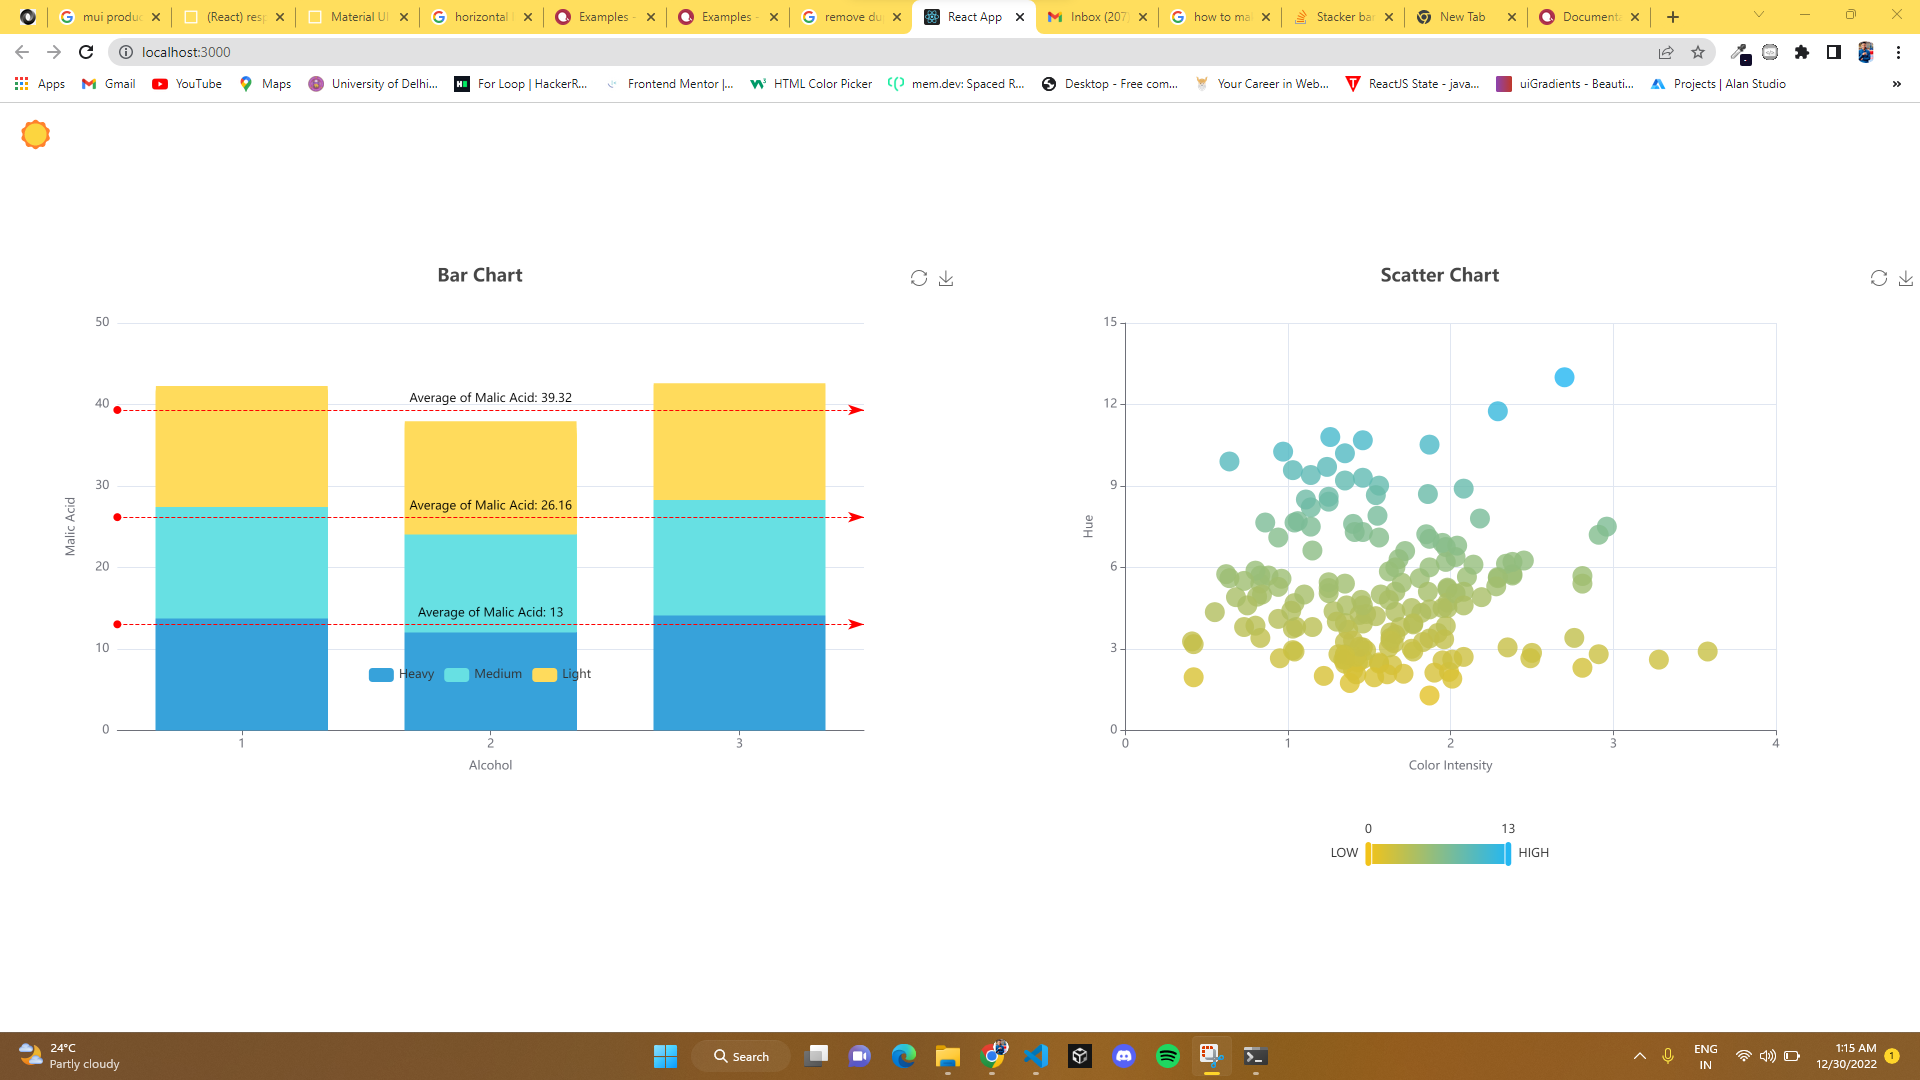 mui produc
(React) resp
Material UI
horizontal
Examples -
Examples -
remove du
React App
Inbox (207
how to ma
Stacker bar
New Tab
Documenta
localhost:3000
Apps
Gmail
YouTube
Maps
University of Delhi...
For Loop | HackerR...
Frontend Mentor |...
HTML Color Picker
mem.dev: Spaced R...
Desktop - Free com...
Your Career in Web...
ReactJS State - java...
uiGradients - Beauti...
Projects | Alan Studio
»
Bar Chart
50
40
30
20
10
0
Malic Acid
Average of Malic Acid: 39.32
Average of Malic Acid: 26.16
Average of Malic Acid: 13
Heavy Medium Light
1 2 3
Alcohol
Scatter Chart
15
12
9
6
3
0
Hue
0 1 2 3 4
Color Intensity
0 13
LOW HIGH
24°C
Partly cloudy
Search
ENG
IN
1:15 AM
12/30/2022
1